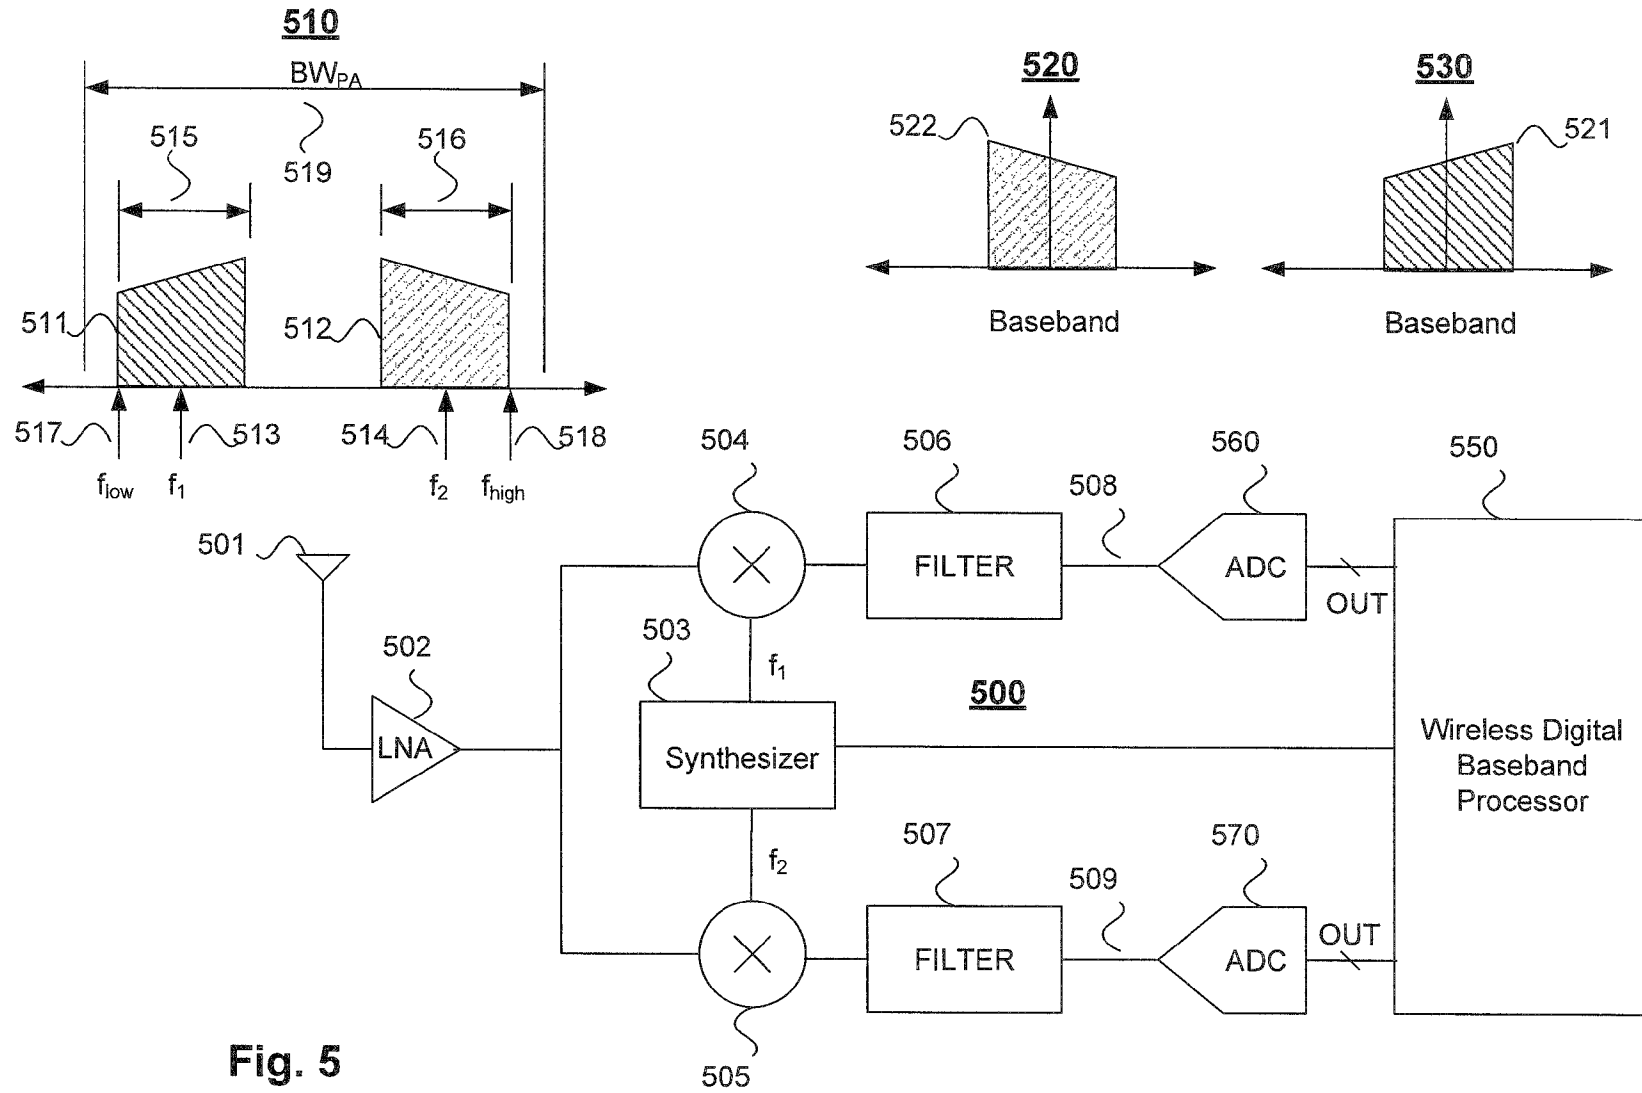 510
BWPA
515
516
519
511
512
517
513
514
518
flow
f1
f2
fhigh
520
530
522
521
Baseband
Baseband
504
506
508
560
550
501
FILTER
ADC
OUT
502
503
f1
500
LNA
Synthesizer
Wireless Digital
Baseband
Processor
f2
507
509
570
OUT
FILTER
ADC
505
Fig. 5